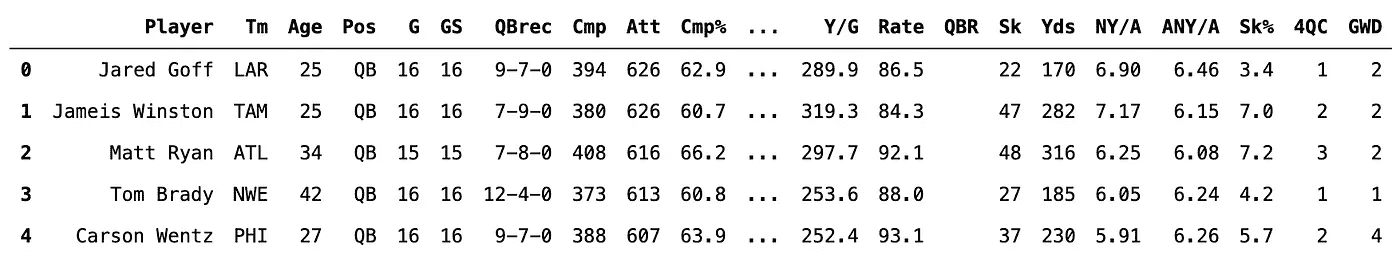 Player Tm Age Pos G GS QBrec Cmp Att Cmp% ... Y/G Rate QBR Sk Yds NY/A ANY/A Sk% 4QC GWD
0 Jared Goff LAR 25 QB 16 16 9-7-0 394 626 62.9 ... 289.9 86.5 22 170 6.90 6.46 3.4 1 2
1 Jameis Winston TAM 25 QB 16 16 7-9-0 380 626 60.7 ... 319.3 84.3 47 282 7.17 6.15 7.0 2 2
2 Matt Ryan ATL 34 QB 15 15 7-8-0 408 616 66.2 ... 297.7 92.1 48 316 6.25 6.08 7.2 3 2
3 Tom Brady NWE 42 QB 16 16 12-4-0 373 613 60.8 ... 253.6 88.0 27 185 6.05 6.24 4.2 1 1
4 Carson Wentz PHI 27 QB 16 16 9-7-0 388 607 63.9 ... 252.4 93.1 37 230 5.91 6.26 5.7 2 4